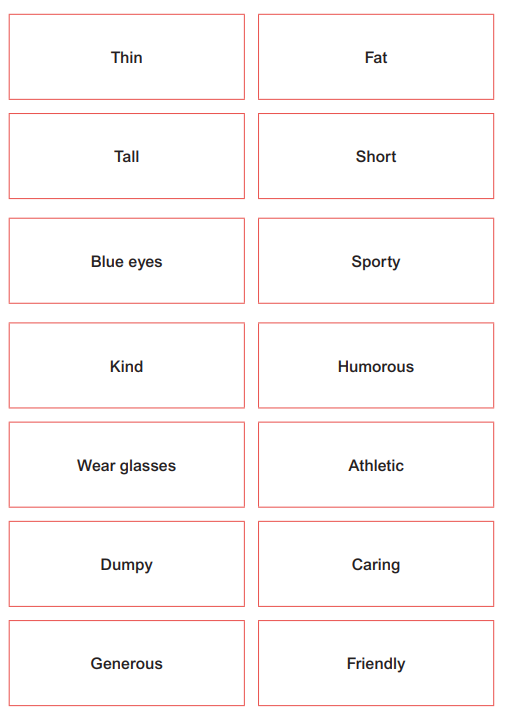 Thin
Fat
Tall
Short
Blue eyes
Sporty
Kind
Humorous
Wear glasses
Athletic
Dumpy
Caring
Generous
Friendly